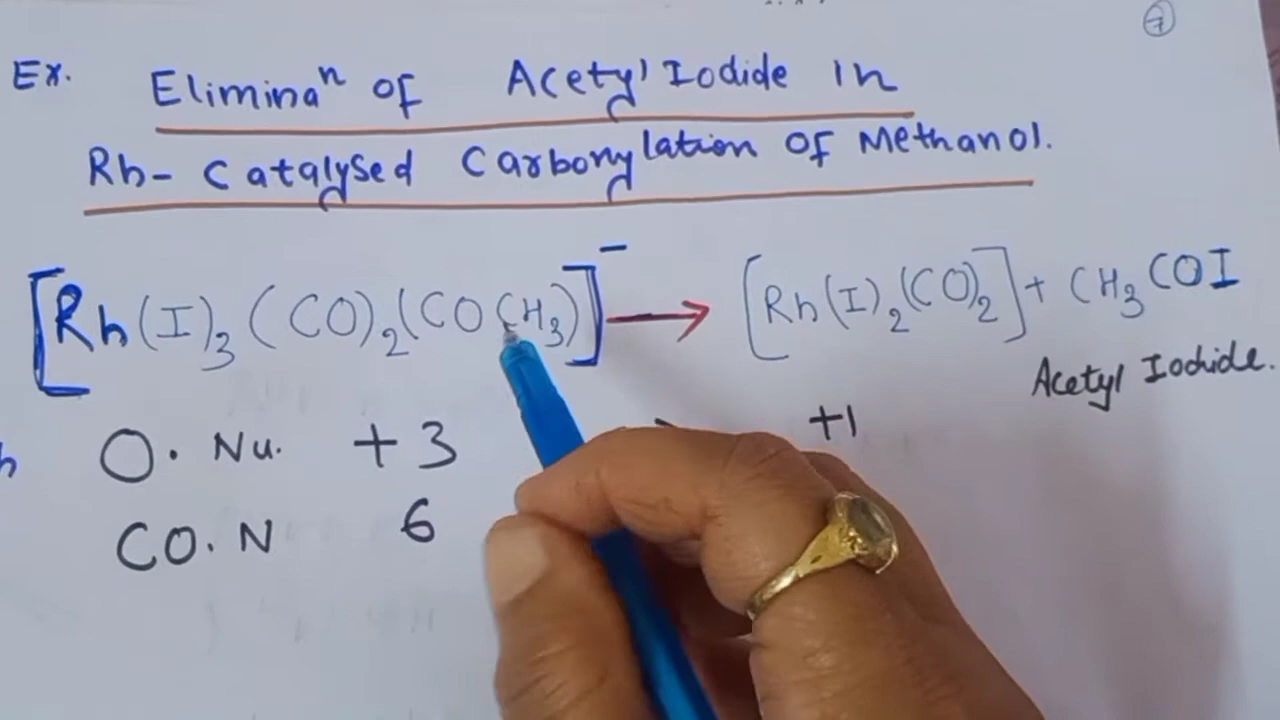 7
Ex. Eliminaⁿ of Acetyl Iodide in
Rh- Catalysed Carbonylation of Methanol.
[Rh(I)₃(CO)₂(COCH₃)]⁻ → [Rh(I)₂(CO)₂] + CH₃COI
Acetyl Iodide.
O. Nu. +3 +1
CO. N 6